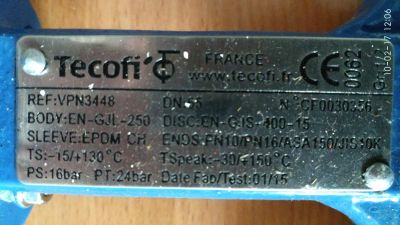 Tecofi
FRANCE
www.tecofi.fr
CE
0062
REF:VPN3448
BODY:EN-GJL-250 DISC:EN-GJS-400-15
SLEEVE:EPDM CH ENDS:PN10/PN16/ASA150/JIS10K
TS:-15/+130°C TSpeak:-30/+150°C
PS:16bar PT:24bar Date Fab/Test:01/15
10-02-17 12:06